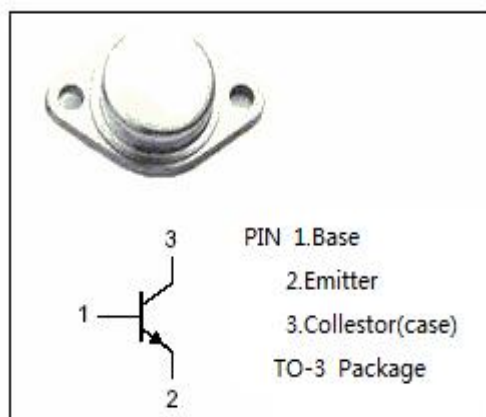 3
PIN 1.Base
2.Emitter
1
3.Collestor(case)
TO-3 Package
2